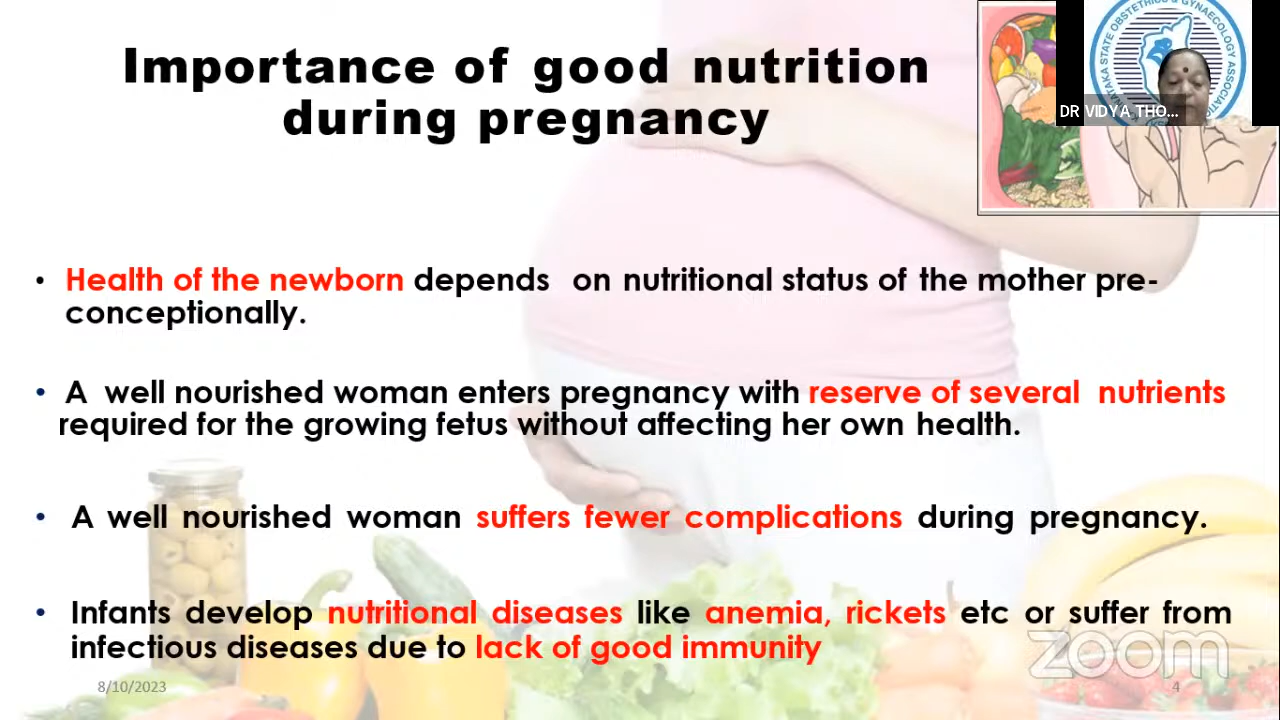 Importance of good nutrition
during pregnancy
DR VIDYA THO...
• Health of the newborn depends on nutritional status of the mother pre-
conceptionally.
• A well nourished woman enters pregnancy with reserve of several nutrients
required for the growing fetus without affecting her own health.
• A well nourished woman suffers fewer complications during pregnancy.
• Infants develop nutritional diseases like anemia, rickets etc or suffer from
infectious diseases due to lack of good immunity
zoom
8/10/2023
4
STATE OBSTETRICS & GYNAECOLOGY